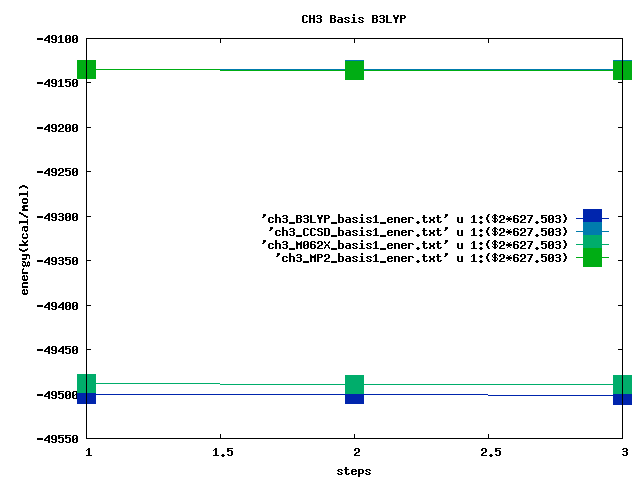 CH3 Basis B3LYP
-49100
-49150
-49200
-49250
-49300
-49350
-49400
-49450
-49500
-49550
energy(kcal/mol)
'ch3_B3LYP_basis1_ener.txt' u 1:($2*627.503)
'ch3_CCSD_basis1_ener.txt' u 1:($2*627.503)
'ch3_M062X_basis1_ener.txt' u 1:($2*627.503)
'ch3_MP2_basis1_ener.txt' u 1:($2*627.503)
1 1.5 2 2.5 3
steps